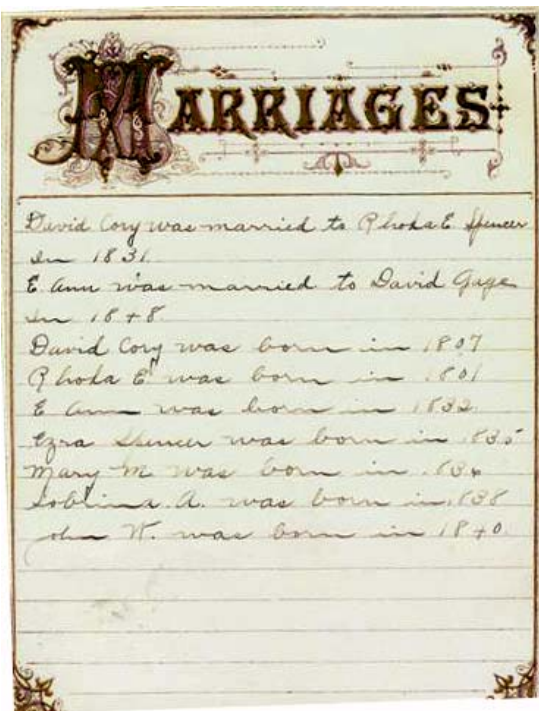 MARRIAGES
David Cory was married to Rhoda E Spencer
In 1831
E. Ann was married to David Gage
In 1848
David Cory was born in 1807
Rhoda E " was born in 1801
E Ann was born in 1832
Ezra Spencer was born in 1835
Mary M. was born in 1836
A. was born in 1838
John W. was born in 1840.